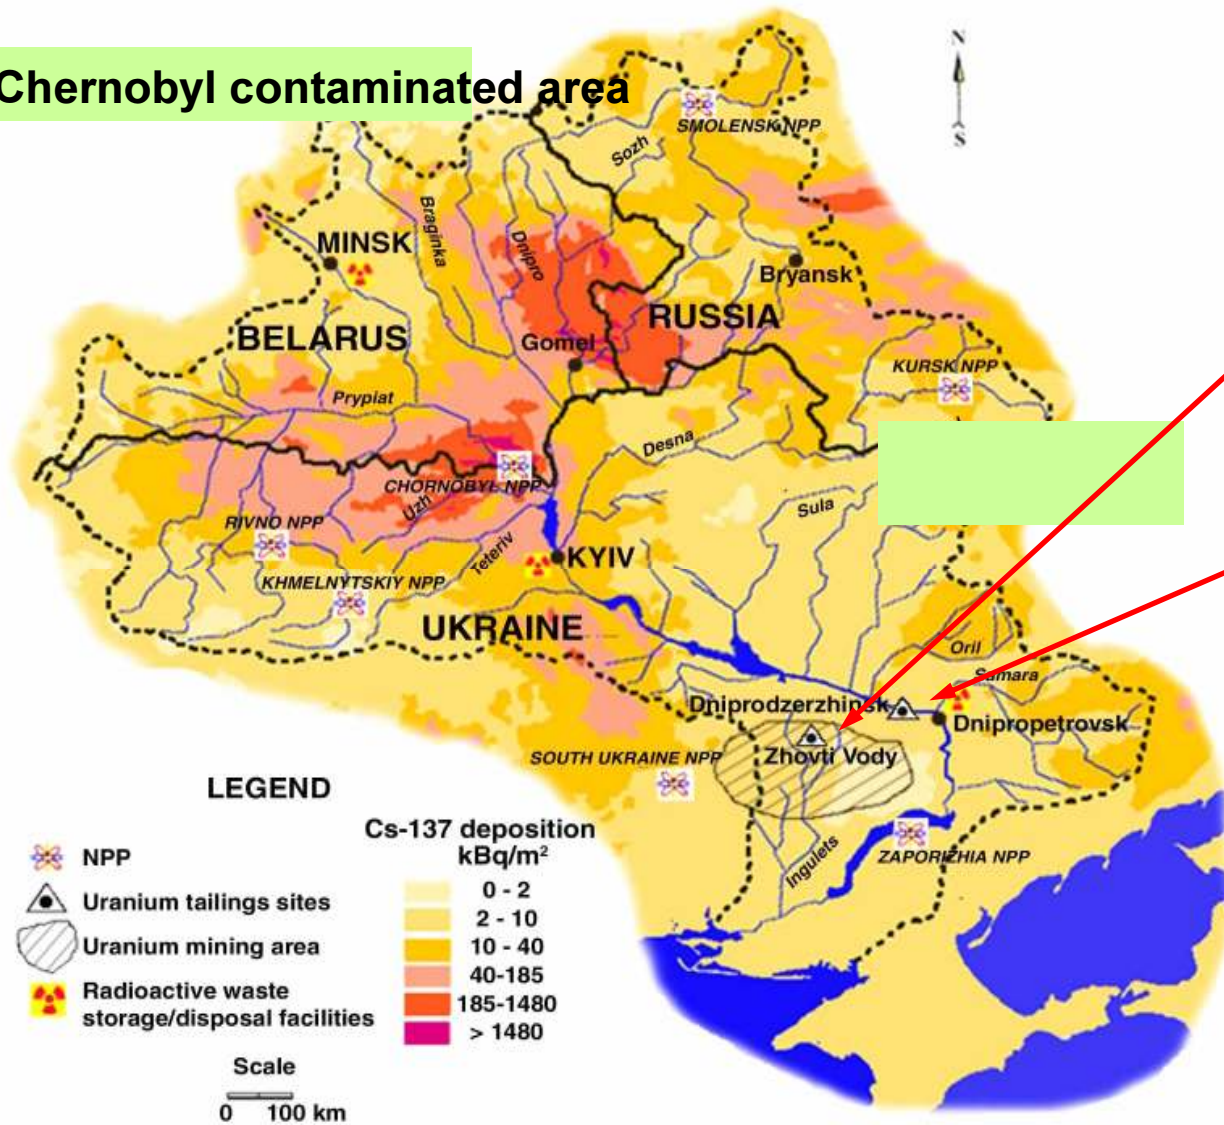 Chernobyl contaminated area
N
S
SMOLENSK NPP
Sozh
Braginka
Dnipro
MINSK
Bryansk
BELARUS
RUSSIA
Gomel
KURSK NPP
Prypiat
Desna
CHORNOBYL NPP
Uzh
Sula
RIVNO NPP
Teteriv
KYIV
KHMELNYTSKIY NPP
UKRAINE
Oril
Samara
Dniprodzerzhinsk
Dnipropetrovsk
SOUTH UKRAINE NPP
Zhovti Vody
Ingulets
ZAPORIZHIA NPP
LEGEND
NPP
Uranium tailings sites
Uranium mining area
Radioactive waste
storage/disposal facilities
Cs-137 deposition
kBq/m²
0 - 2
2 - 10
10 - 40
40-185
185-1480
> 1480
Scale
0 100 km